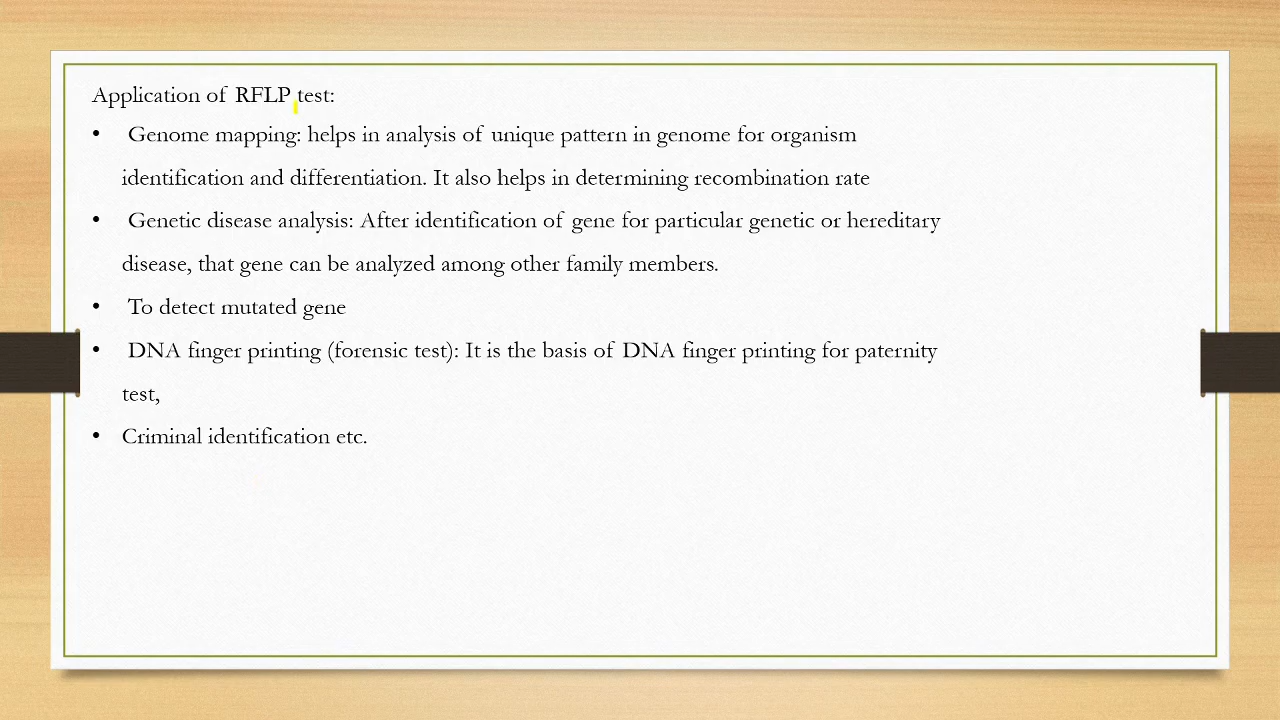 Application of RFLP test:
• Genome mapping: helps in analysis of unique pattern in genome for organism
identification and differentiation. It also helps in determining recombination rate
• Genetic disease analysis: After identification of gene for particular genetic or hereditary
disease, that gene can be analyzed among other family members.
• To detect mutated gene
• DNA finger printing (forensic test): It is the basis of DNA finger printing for paternity
test,
• Criminal identification etc.